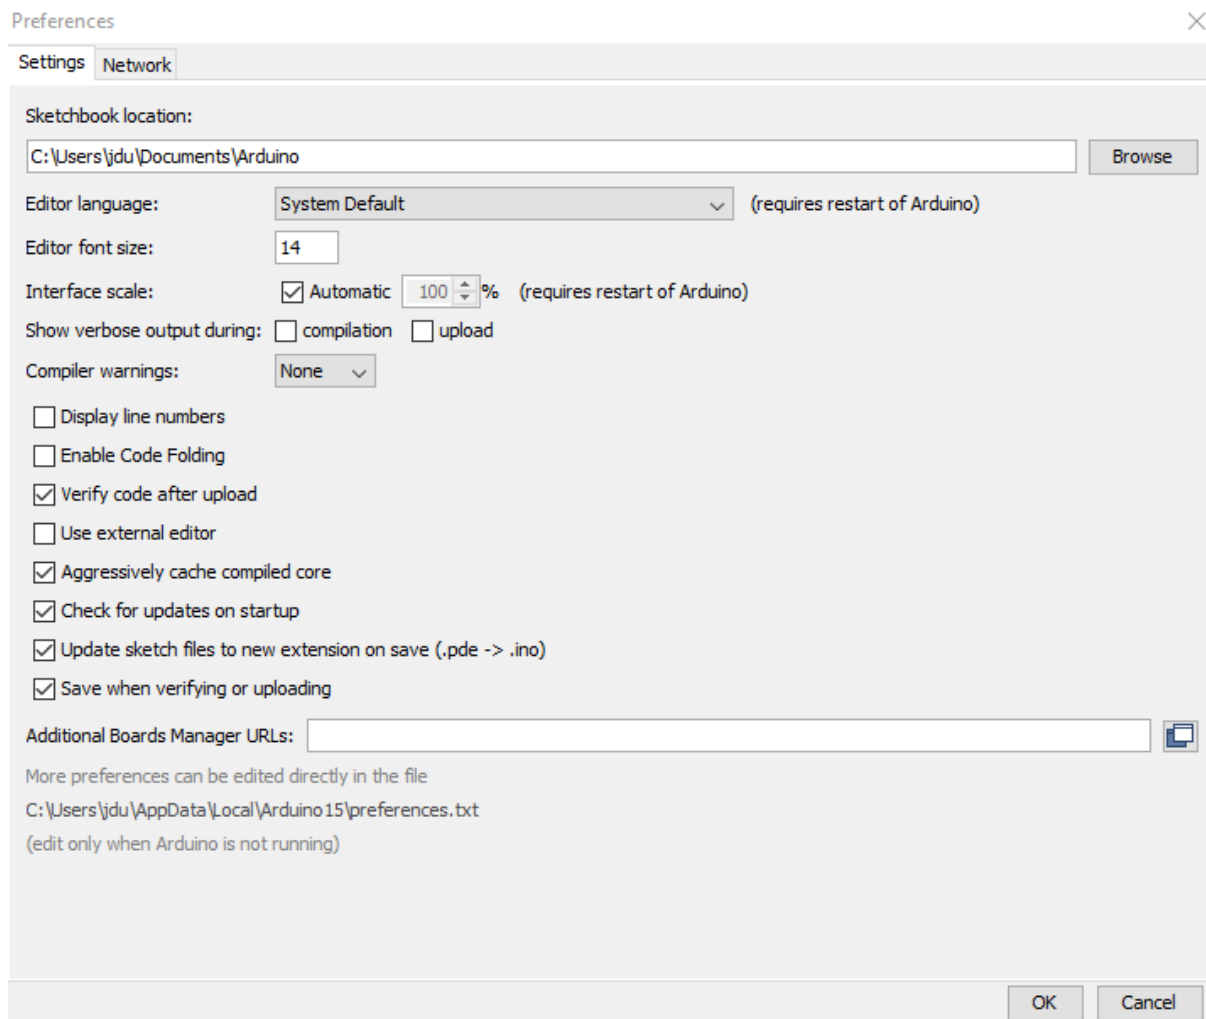 Preferences
Settings Network
Sketchbook location:
C:\Users\jdu\Documents\Arduino Browse
Editor language: System Default (requires restart of Arduino)
Editor font size: 14
Interface scale: Automatic 100 % (requires restart of Arduino)
Show verbose output during: compilation upload
Compiler warnings: None
Display line numbers
Enable Code Folding
Verify code after upload
Use external editor
Aggressively cache compiled core
Check for updates on startup
Update sketch files to new extension on save (.pde -> .ino)
Save when verifying or uploading
Additional Boards Manager URLs:
More preferences can be edited directly in the file
C:\Users\jdu\AppData\Local\Arduino15\preferences.txt
(edit only when Arduino is not running)
OK Cancel